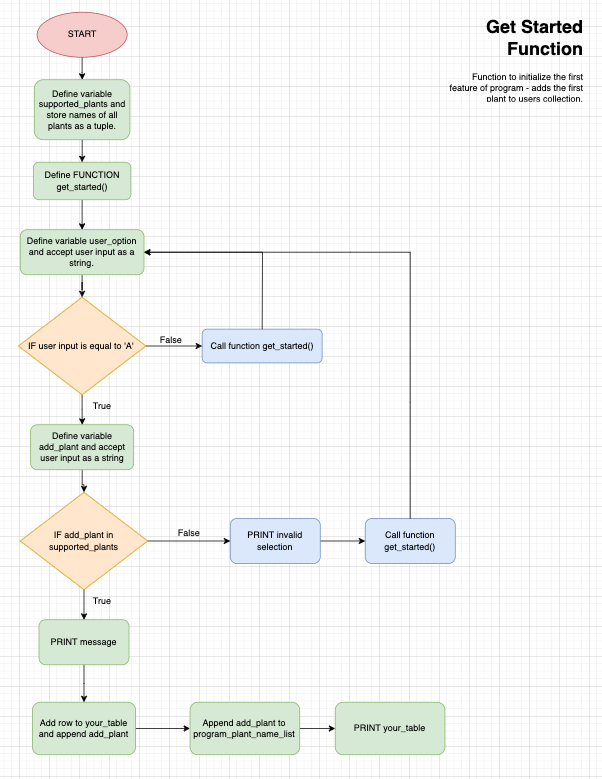 START
Get Started
Function
Function to initialize the first
feature of program - adds the first
plant to users collection.
Define variable
supported_plants and
store names of all
plants as a tuple.
Define FUNCTION
get_started()
Define variable user_option
and accept user input as a
string.
IF user input is equal to 'A'
False
Call function get_started()
True
Define variable
add_plant and accept
user input as a string
IF add_plant in
supported_plants
False
PRINT invalid
selection
Call function
get_started()
True
PRINT message
Add row to your_table
and append add_plant
Append add_plant to
program_plant_name_list
PRINT your_table